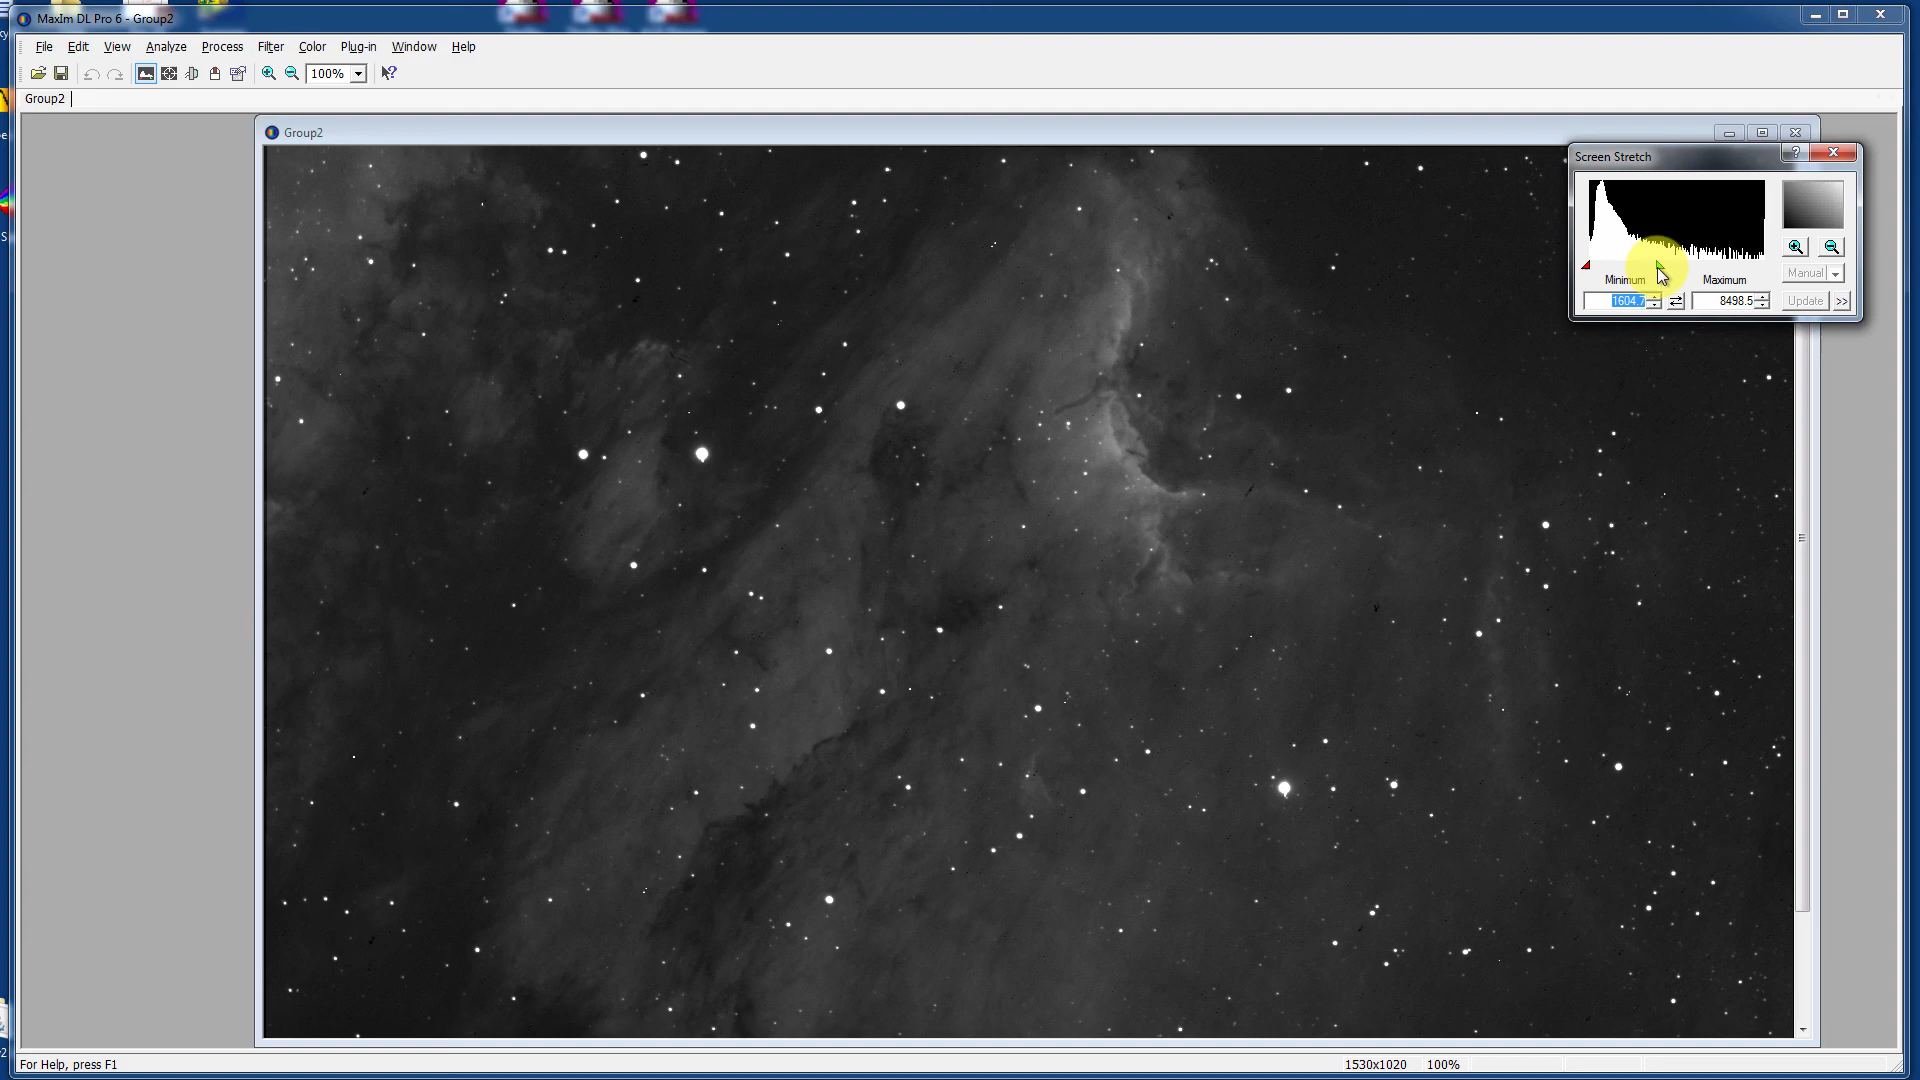 MaxIm DL Pro 6 - Group2
File Edit View Analyze Process Filter Color Plug-in Window Help
100%
Group2
Group2
Screen Stretch
Minimum Maximum
Manual
1604.7 8498.5 Update >>
For Help, press F1 1530x1020 100%